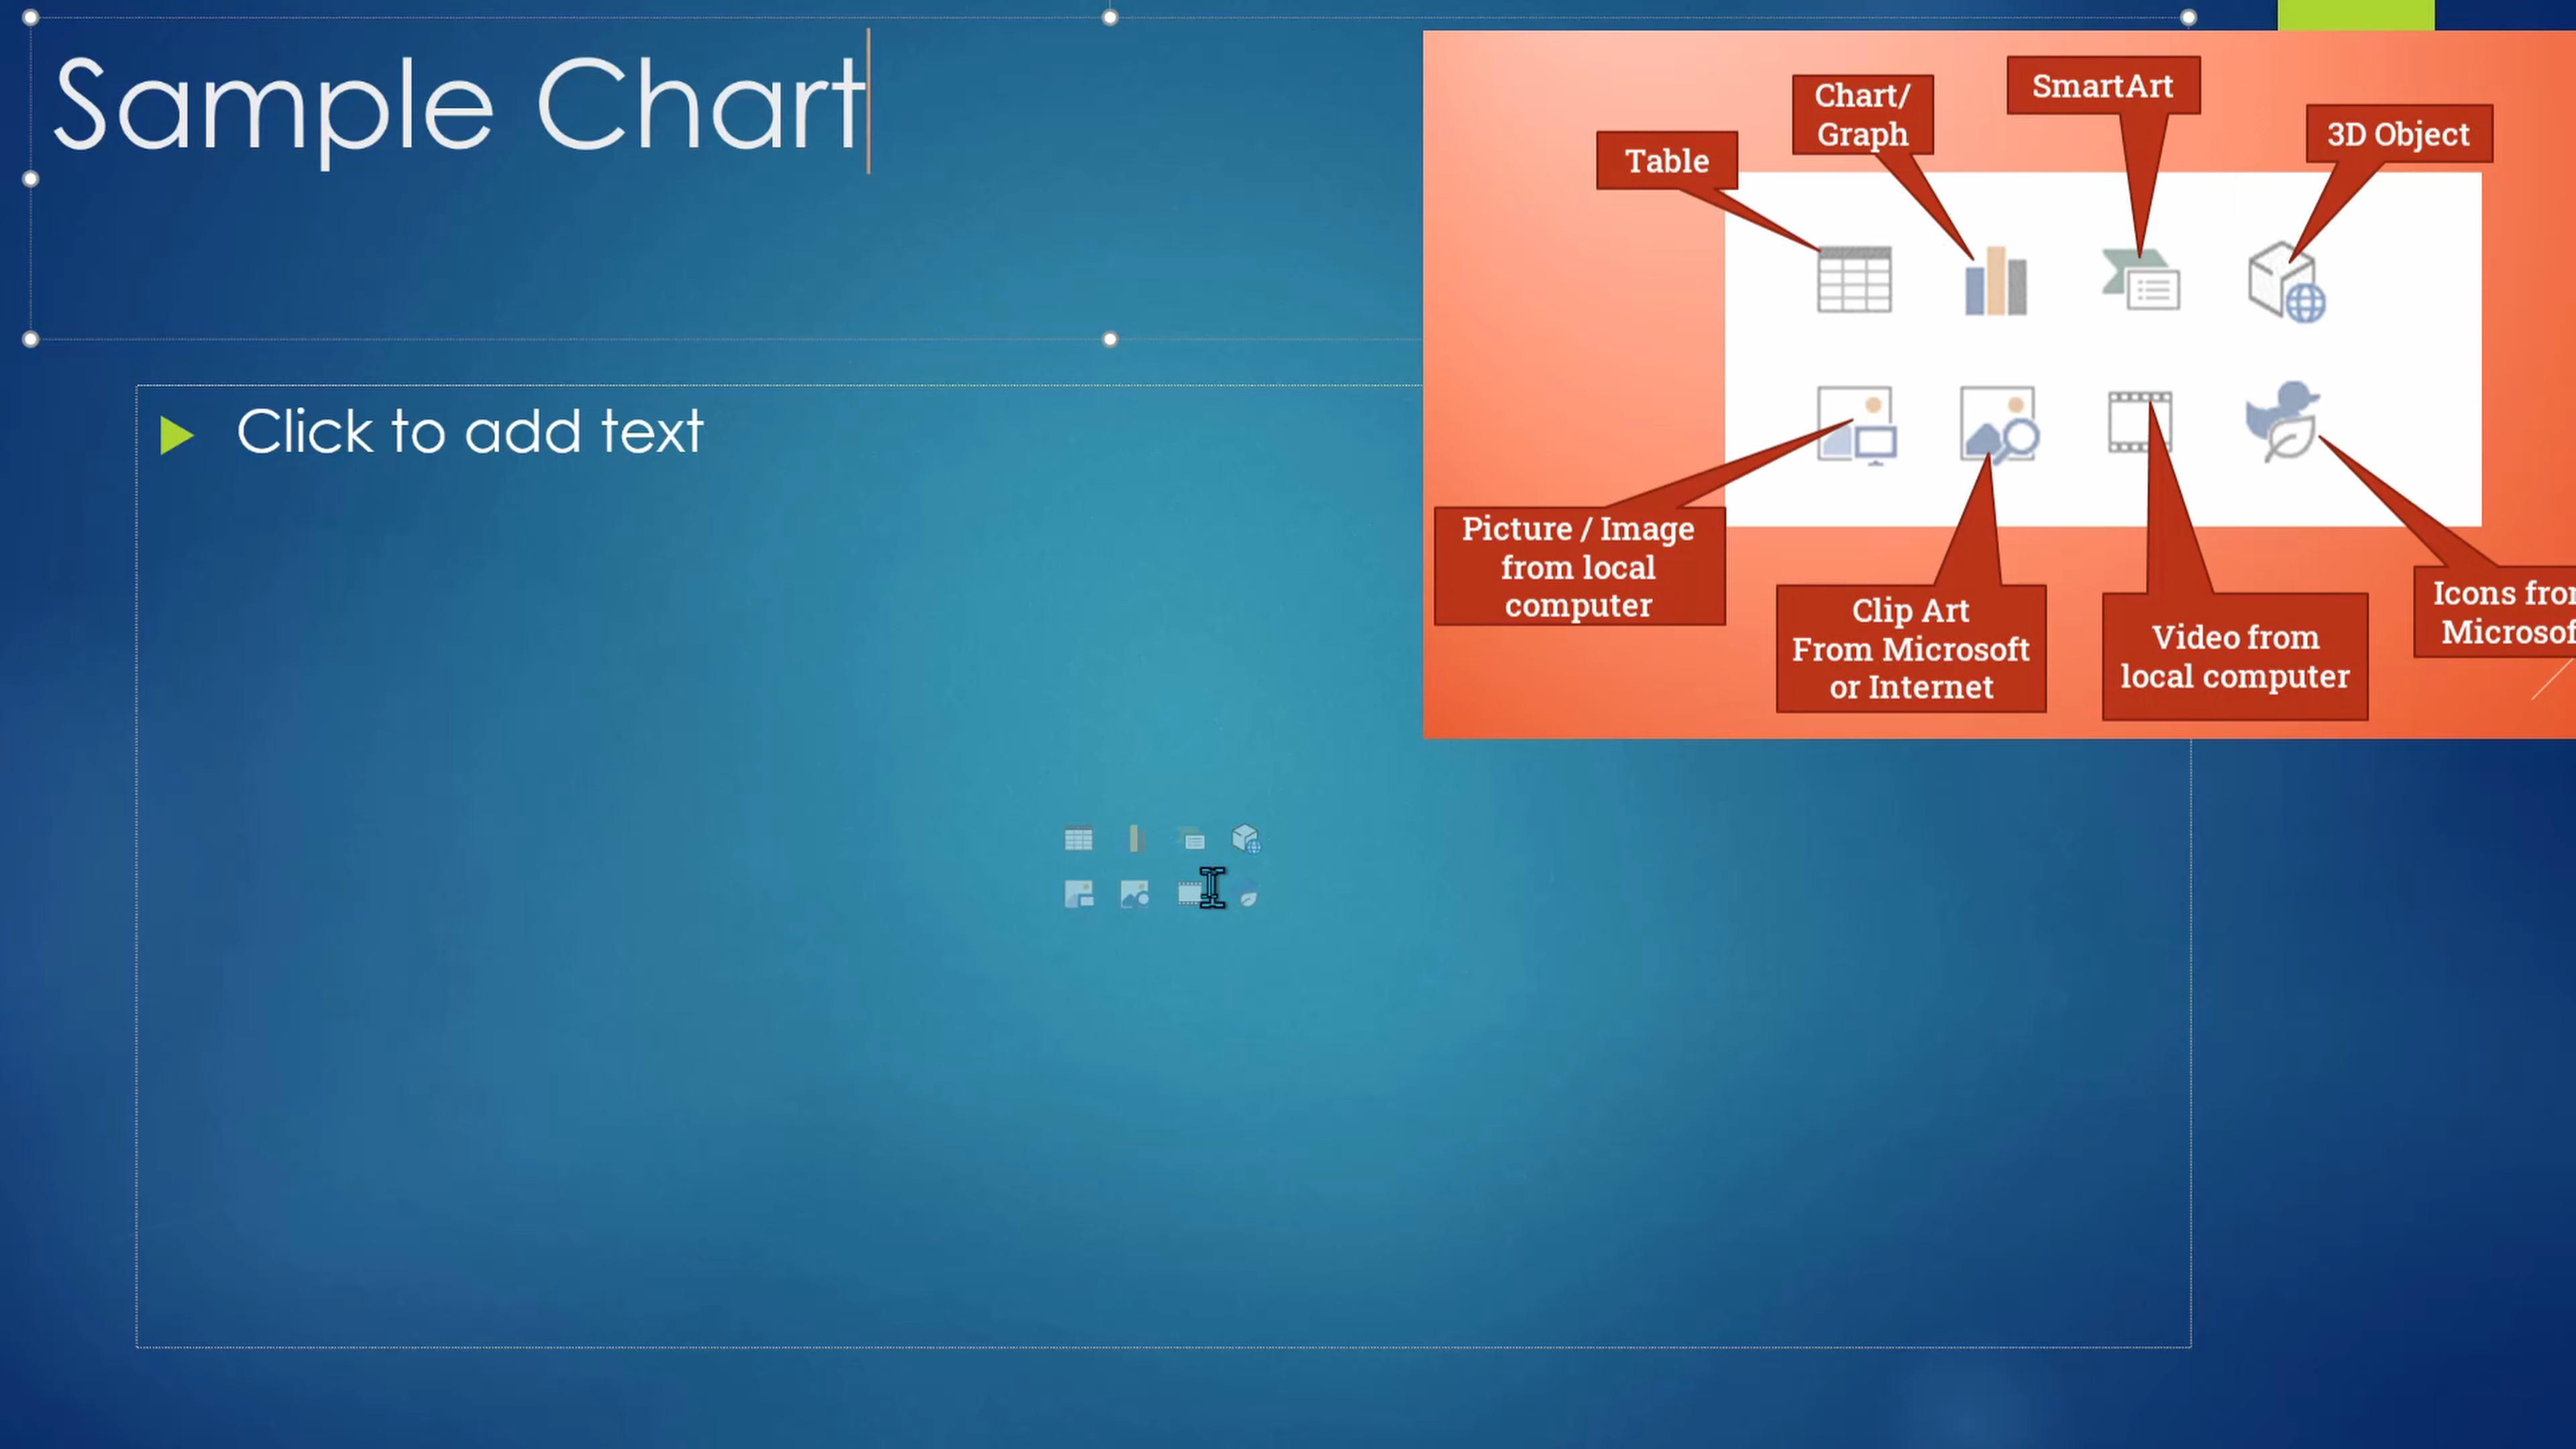 Sample Chart
Click to add text
Table
Chart/
Graph
SmartArt
3D Object
Picture / Image
from local
computer
Clip Art
From Microsoft
or Internet
Video from
local computer
Icons